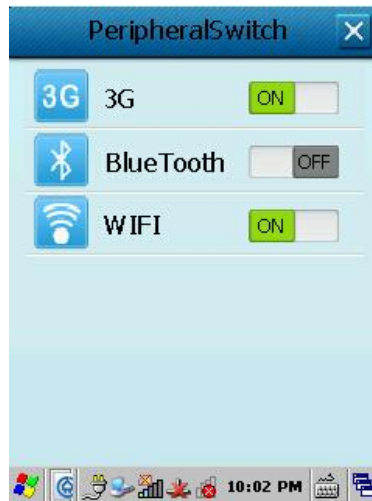 PeripheralSwitch
3G 3G ON
BlueTooth OFF
WIFI ON
10:02 PM